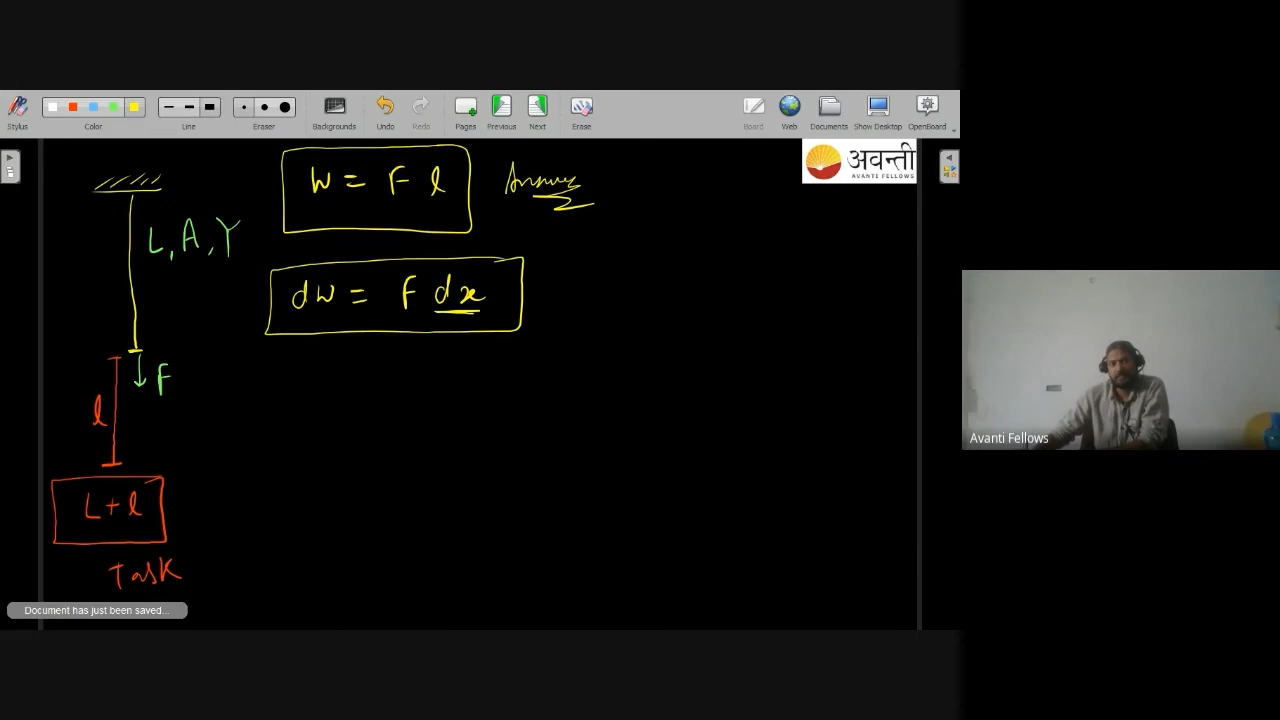 Stylus
Color
Line
Eraser
Backgrounds
Undo
Redo
Pages
Previous
Next
Erase
Board
Web
Documents
Show Desktop
OpenBoard
अवन्ती
AVANTI FELLOWS
W = F l
Answer
L, A, Y
dW = F dx
F
l
L + l
Task
Document has just been saved...
Avanti Fellows